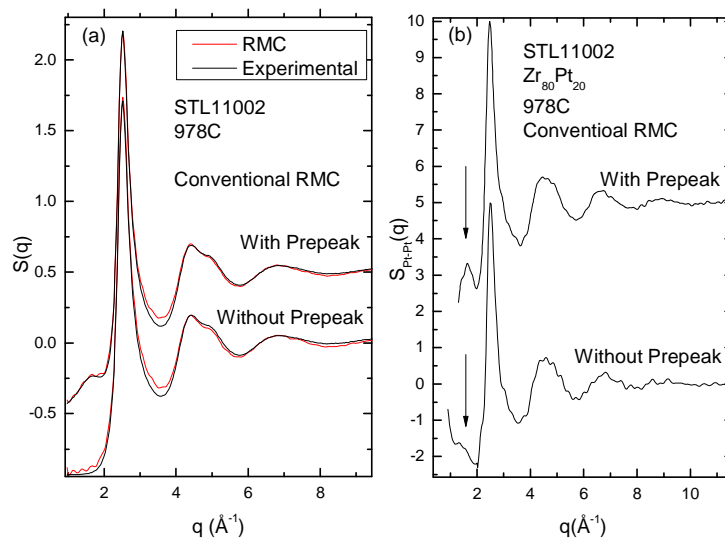 (a)
RMC
Experimental
STL11002
978C
Conventional RMC
With Prepeak
Without Prepeak
2.0
1.5
1.0
0.5
0.0
-0.5
S(q)
2
4
6
8
q (Å-1)
(b)
STL11002
Zr80Pt20
978C
Conventioal RMC
With Prepeak
Without Prepeak
10
9
8
7
6
5
4
3
2
1
0
-1
-2
SPt-Pt(q)
2
4
6
8
10
q(Å-1)